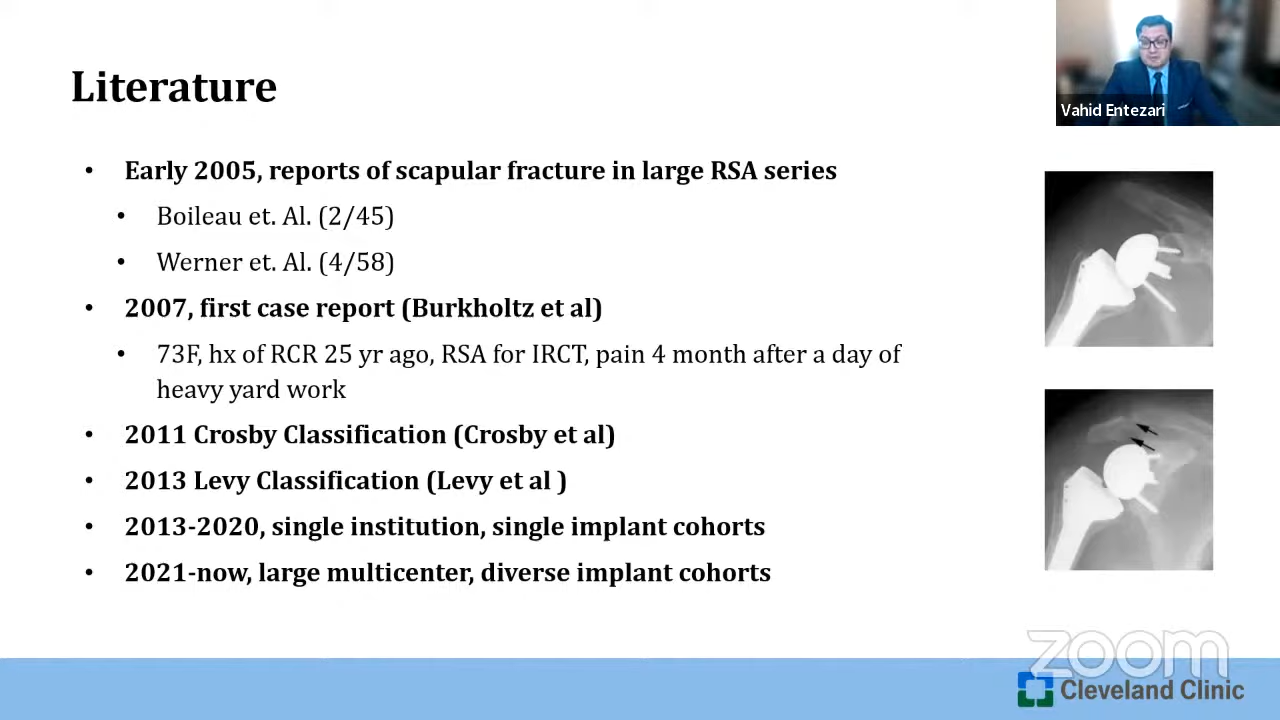 Literature
Vahid Entezari
• Early 2005, reports of scapular fracture in large RSA series
• Boileau et. Al. (2/45)
• Werner et. Al. (4/58)
• 2007, first case report (Burkholtz et al)
• 73F, hx of RCR 25 yr ago, RSA for IRCT, pain 4 month after a day of
heavy yard work
• 2011 Crosby Classification (Crosby et al)
• 2013 Levy Classification (Levy et al )
• 2013-2020, single institution, single implant cohorts
• 2021-now, large multicenter, diverse implant cohorts
zoom
Cleveland Clinic